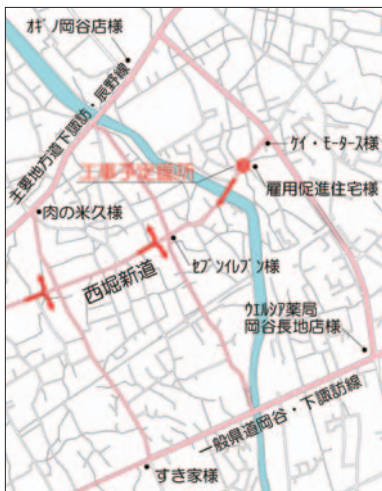 ｵｷﾞﾉ岡谷店様
主要地方道下諏訪・辰野線
ケイ・モータース様
工事予定箇所
雇用促進住宅様
肉の米久様
ｾﾌﾞﾝｲﾚﾌﾞﾝ様
西堀新道
ｳｴﾙｼｱ薬局
岡谷長地店様
一般県道岡谷・下諏訪線
すき家様